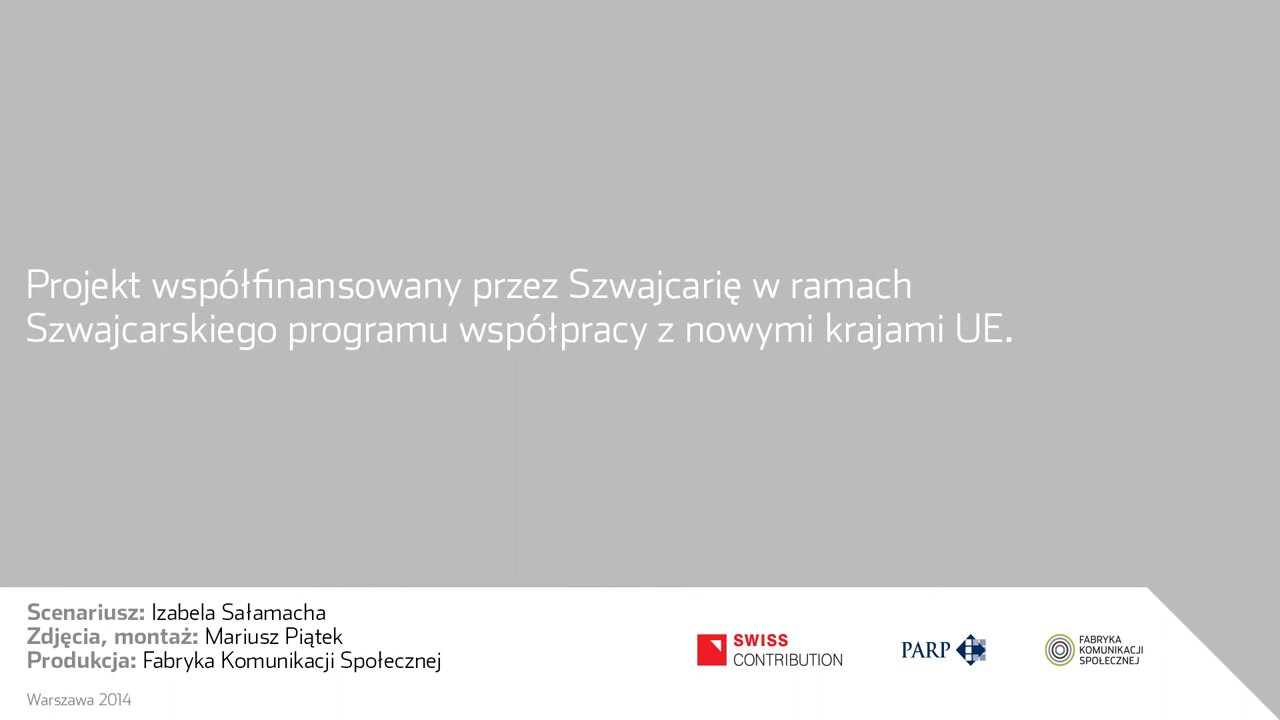 Projekt współfinansowany przez Szwajcarię w ramach
Szwajcarskiego programu współpracy z nowymi krajami UE.
Scenariusz: Izabela Sałamacha
Zdjęcia, montaż: Mariusz Piątek
Produkcja: Fabryka Komunikacji Społecznej
Warszawa 2014
SWISS
CONTRIBUTION
PARP
FABRYKA
KOMUNIKACJI
SPOŁECZNEJ